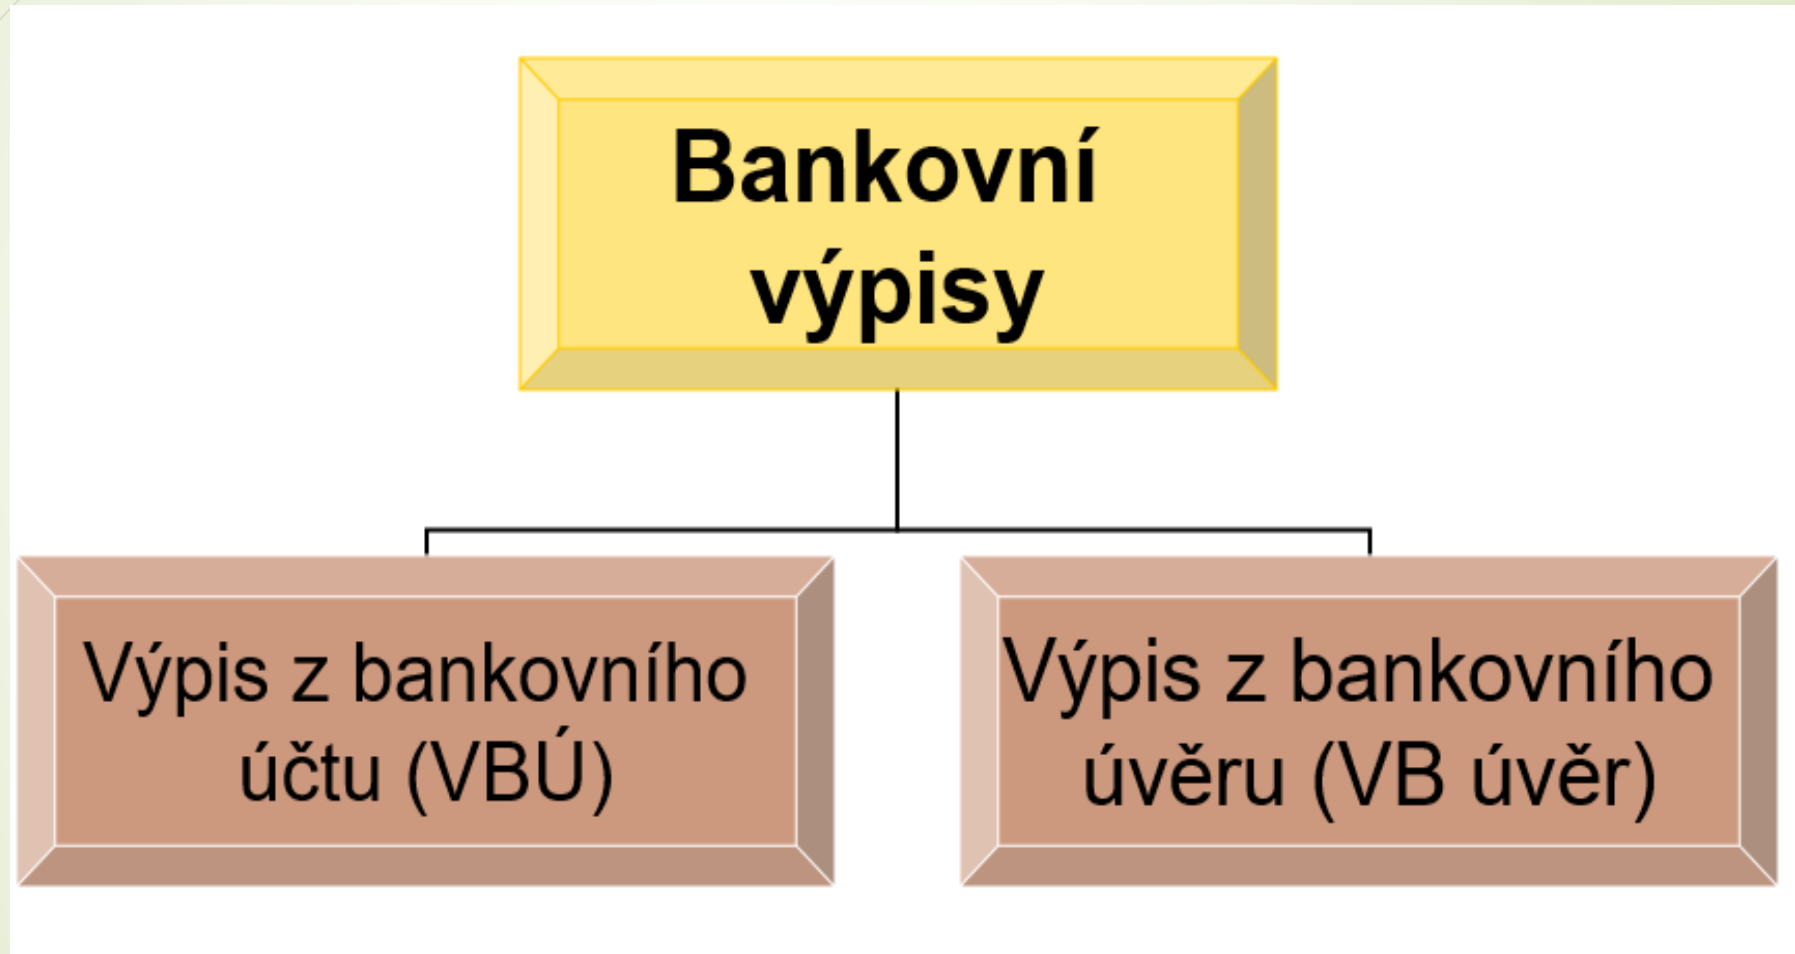 Bankovní
výpisy
Výpis z bankovního
účtu (VBÚ)
Výpis z bankovního
úvěru (VB úvěr)